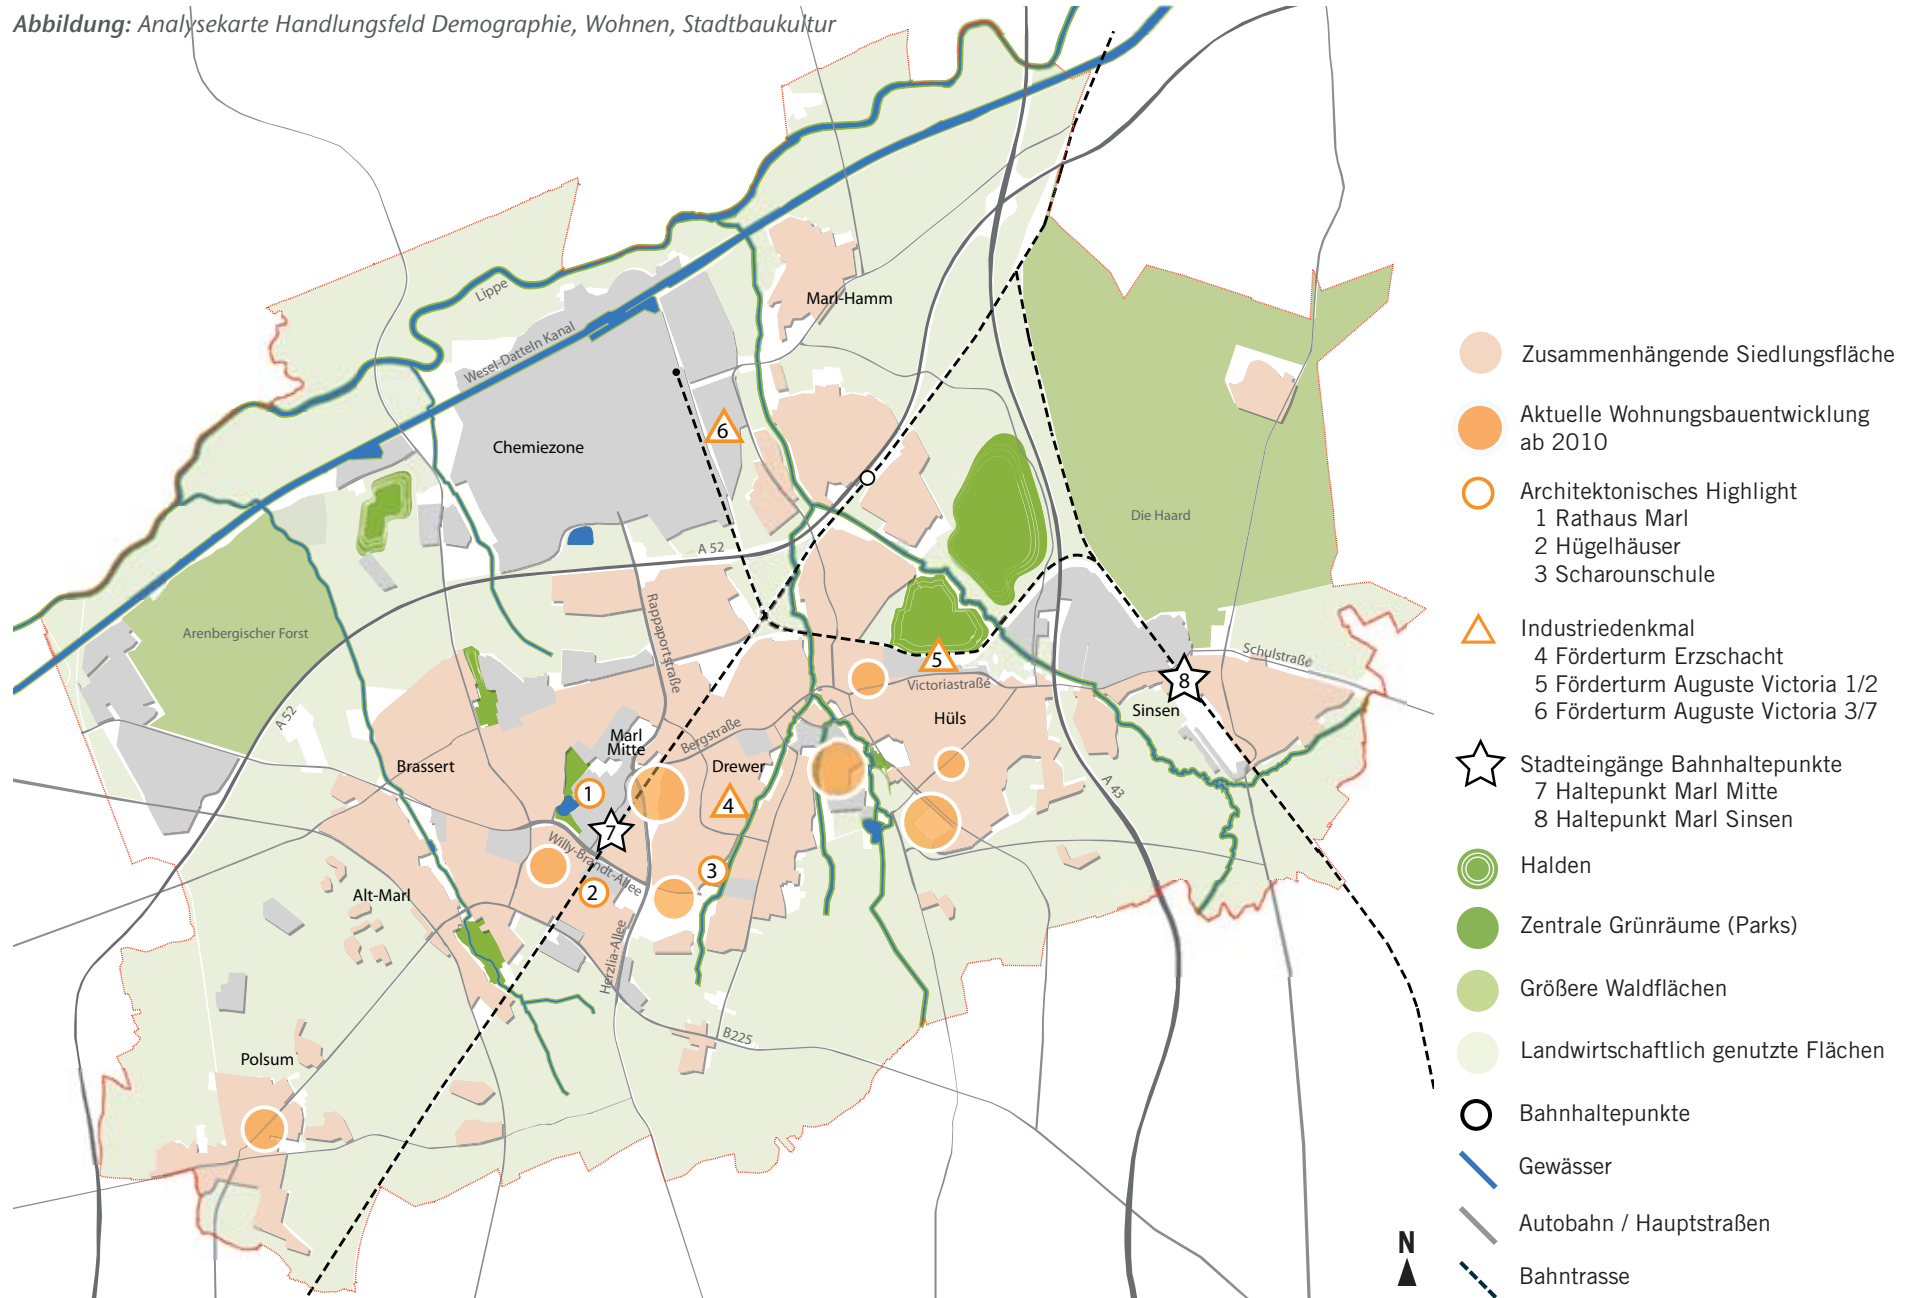 Abbildung: Analysekarte Handlungsfeld Demographie, Wohnen, Stadtbaukultur
Lippe
Wesel-Datteln Kanal
Marl-Hamm
Chemiezone
6
Die Haard
A 52
Arenbergischer Forst
Rappaportstraße
A 52
5
Victoriastraße
Schulstraße
8
Sinsen
Hüls
Marl
Mitte
Bergstraße
Brassert
Drewer
1
4
A 43
7
Willy-Brandt-Allee
3
2
Alt-Marl
Herzlia-Allee
B225
Polsum
N
Zusammenhängende Siedlungsfläche
Aktuelle Wohnungsbauentwicklung
ab 2010
Architektonisches Highlight
1 Rathaus Marl
2 Hügelhäuser
3 Scharounschule
Industriedenkmal
4 Förderturm Erzschacht
5 Förderturm Auguste Victoria 1/2
6 Förderturm Auguste Victoria 3/7
Stadteingänge Bahnhaltepunkte
7 Haltepunkt Marl Mitte
8 Haltepunkt Marl Sinsen
Halden
Zentrale Grünräume (Parks)
Größere Waldflächen
Landwirtschaftlich genutzte Flächen
Bahnhaltepunkte
Gewässer
Autobahn / Hauptstraßen
Bahntrasse